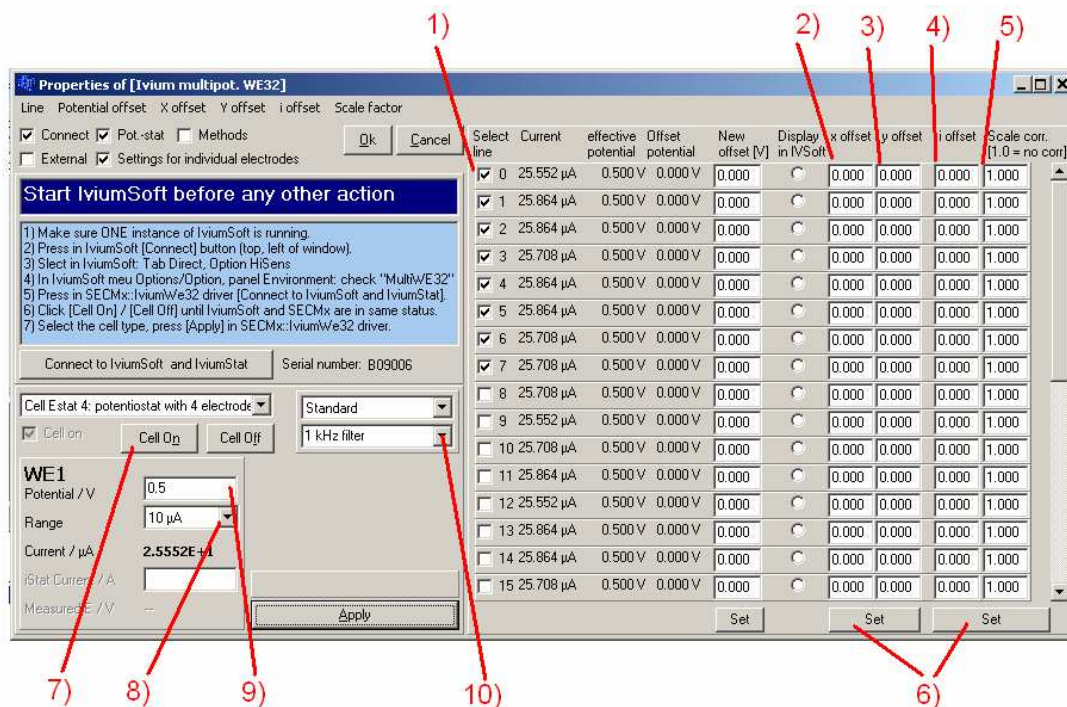 1)
2)
3)
4)
5)
Properties of [Ivium multipot. WE32]
Line Potential offset X offset Y offset i offset Scale factor
Connect Pot.-stat Methods
Ok Cancel
External Settings for individual electrodes
Start IviumSoft before any other action
1) Make sure ONE instance of IviumSoft is running.
2) Press in IviumSoft [Connect] button (top, left of window).
3) Slect in IviumSoft: Tab Direct, Option HiSens
4) In IviumSoft meu Options/Option, panel Environment: check "MultiWE32"
5) Press in SECMx::IviumWe32 driver [Connect to IviumSoft and IviumStat].
6) Click [Cell On] / [Cell Off] until IviumSoft and SECMx are in same status.
7) Select the cell type, press [Apply] in SECMx::IviumWe32 driver.
Connect to IviumSoft and IviumStat Serial number: B09006
Cell Estat 4: potentiostat with 4 electrode
Standard
Cell on Cell On Cell Off
1 kHz filter
WE1
Potential / V 0.5
Range 10 µA
Current / µA 2.5552E+1
iStat Current / A
Measured E / V --
Apply
Select line Current effective potential Offset potential New offset [V] Display in IVSoft x offset y offset i offset Scale corr. [1.0 = no corr]
0 25.552 µA 0.500 V 0.000 V 0.000 0.000 0.000 0.000 1.000
1 25.864 µA 0.500 V 0.000 V 0.000 0.000 0.000 0.000 1.000
2 25.864 µA 0.500 V 0.000 V 0.000 0.000 0.000 0.000 1.000
3 25.708 µA 0.500 V 0.000 V 0.000 0.000 0.000 0.000 1.000
4 25.864 µA 0.500 V 0.000 V 0.000 0.000 0.000 0.000 1.000
5 25.864 µA 0.500 V 0.000 V 0.000 0.000 0.000 0.000 1.000
6 25.708 µA 0.500 V 0.000 V 0.000 0.000 0.000 0.000 1.000
7 25.708 µA 0.500 V 0.000 V 0.000 0.000 0.000 0.000 1.000
8 25.708 µA 0.500 V 0.000 V 0.000 0.000 0.000 0.000 1.000
9 25.552 µA 0.500 V 0.000 V 0.000 0.000 0.000 0.000 1.000
10 25.708 µA 0.500 V 0.000 V 0.000 0.000 0.000 0.000 1.000
11 25.864 µA 0.500 V 0.000 V 0.000 0.000 0.000 0.000 1.000
12 25.552 µA 0.500 V 0.000 V 0.000 0.000 0.000 0.000 1.000
13 25.864 µA 0.500 V 0.000 V 0.000 0.000 0.000 0.000 1.000
14 25.864 µA 0.500 V 0.000 V 0.000 0.000 0.000 0.000 1.000
15 25.708 µA 0.500 V 0.000 V 0.000 0.000 0.000 0.000 1.000
Set Set Set
7)
8)
9)
10)
6)